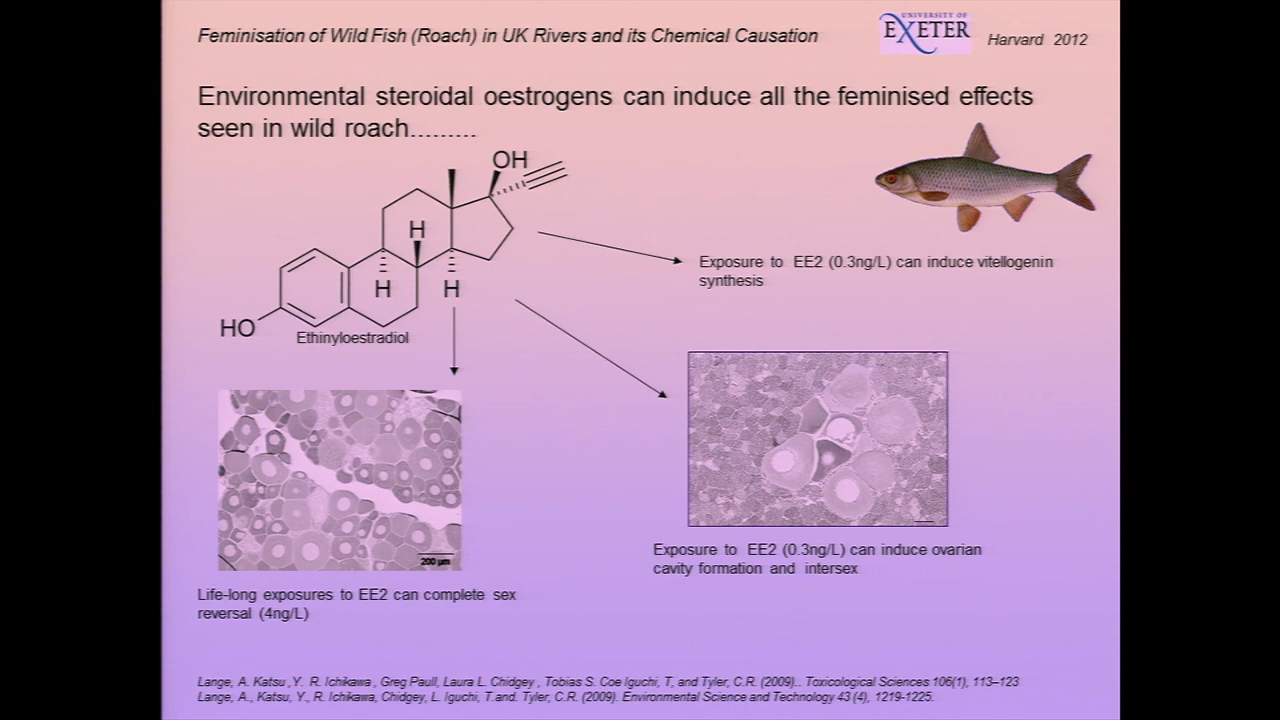 Feminisation of Wild Fish (Roach) in UK Rivers and its Chemical Causation
UNIVERSITY OF
EXETER
Harvard 2012
Environmental steroidal oestrogens can induce all the feminised effects
seen in wild roach.........
OH
H
H
H
HO
Ethinyloestradiol
Exposure to EE2 (0.3ng/L) can induce vitellogenin
synthesis
200 µm
Exposure to EE2 (0.3ng/L) can induce ovarian
cavity formation and intersex
Life-long exposures to EE2 can complete sex
reversal (4ng/L)
Lange, A. Katsu ,Y. R. Ichikawa , Greg Paull, Laura L. Chidgey , Tobias S. Coe Iguchi, T, and Tyler, C.R. (2009).. Toxicological Sciences 106(1), 113–123
Lange, A., Katsu, Y., R. Ichikawa, Chidgey, L. Iguchi, T.and. Tyler, C.R. (2009). Environmental Science and Technology 43 (4), 1219-1225.